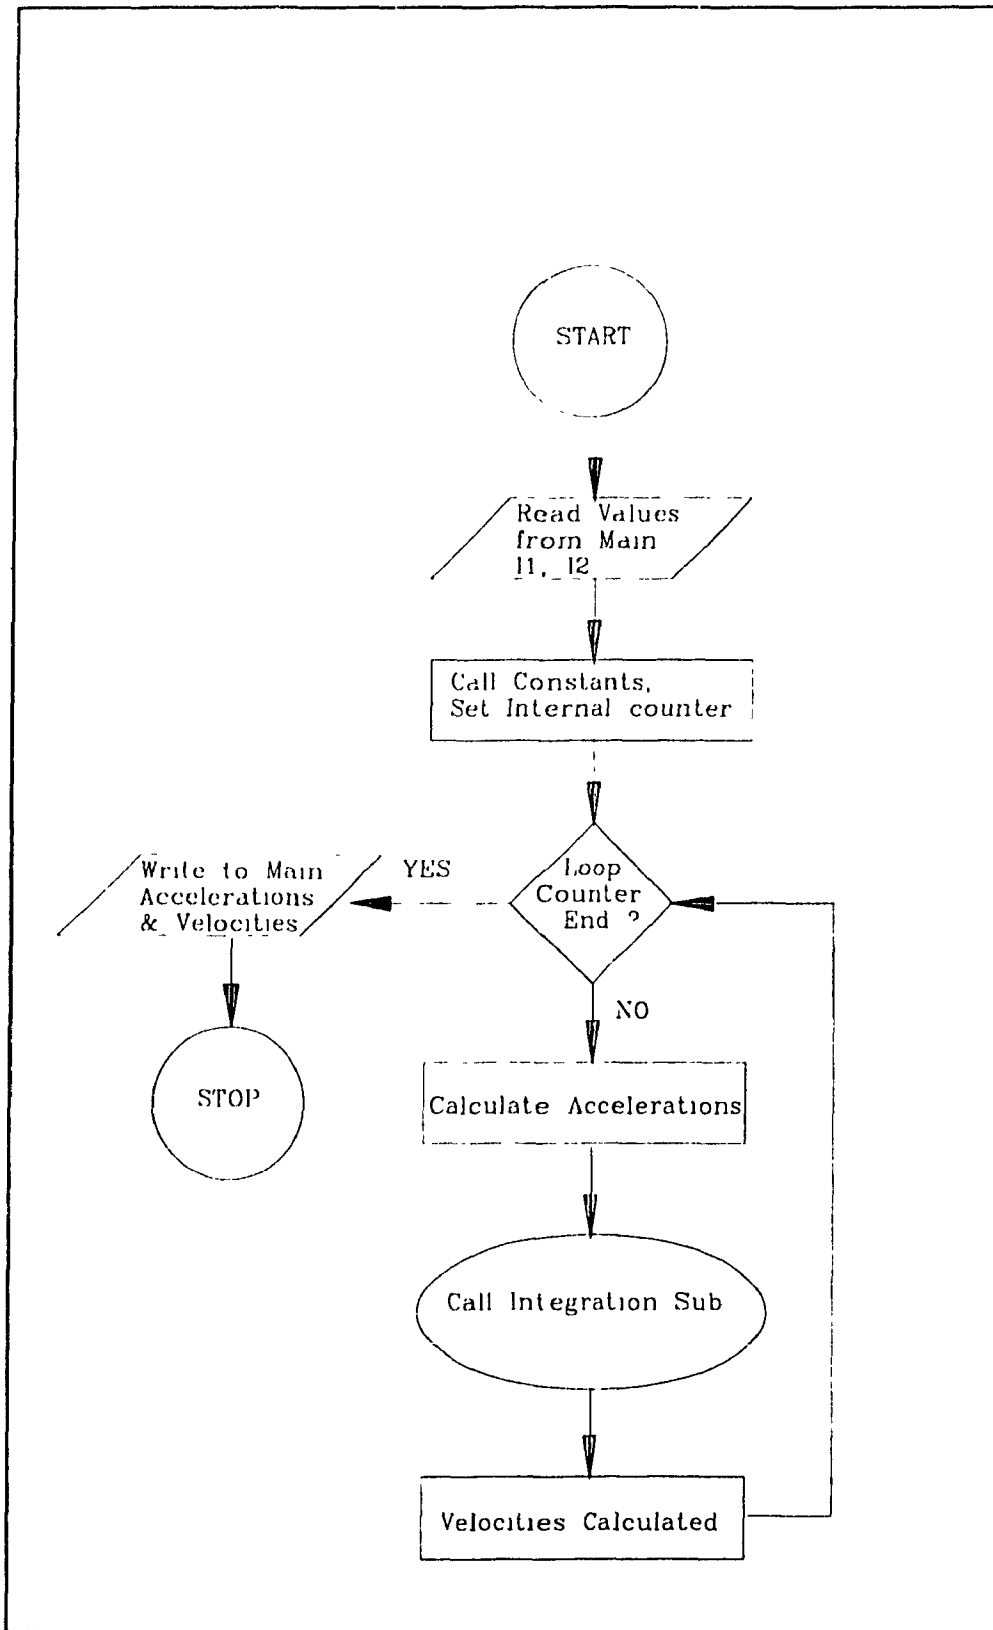 START
Read Values
from Main
I1, I2
Call Constants,
Set Internal counter
Loop
Counter
End ?
YES
Write to Main
Accelerations
& Velocities
NO
STOP
Calculate Accelerations
Call Integration Sub
Velocities Calculated